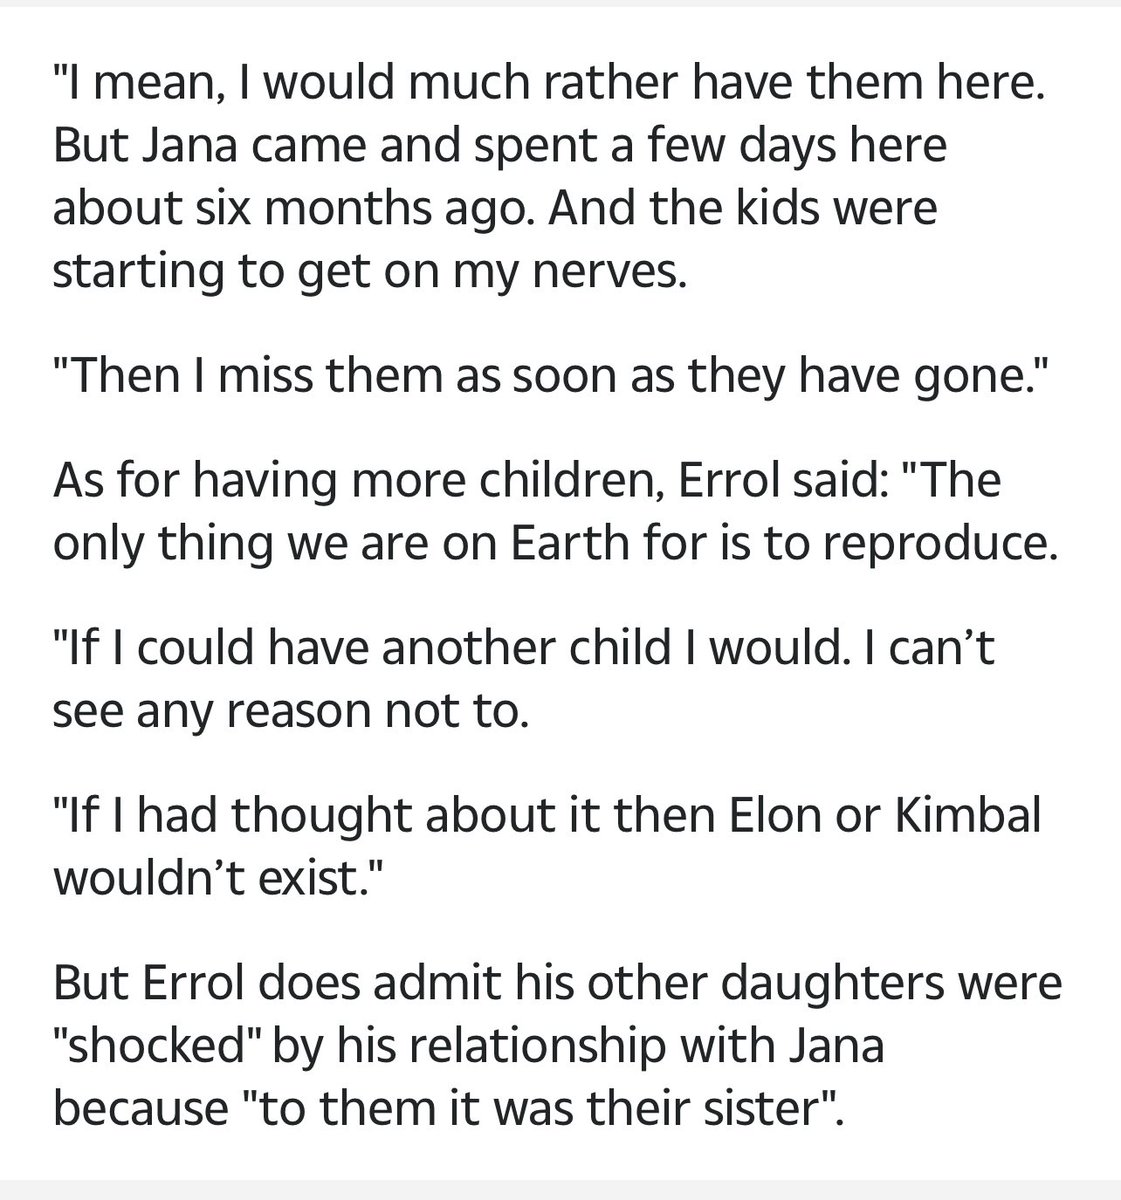 "I mean, I would much rather have them here.
But Jana came and spent a few days here
about six months ago. And the kids were
starting to get on my nerves.
"Then I miss them as soon as they have gone."
As for having more children, Errol said: "The
only thing we are on Earth for is to reproduce.
"If I could have another child I would. I can’t
see any reason not to.
"If I had thought about it then Elon or Kimbal
wouldn’t exist."
But Errol does admit his other daughters were
"shocked" by his relationship with Jana
because "to them it was their sister".